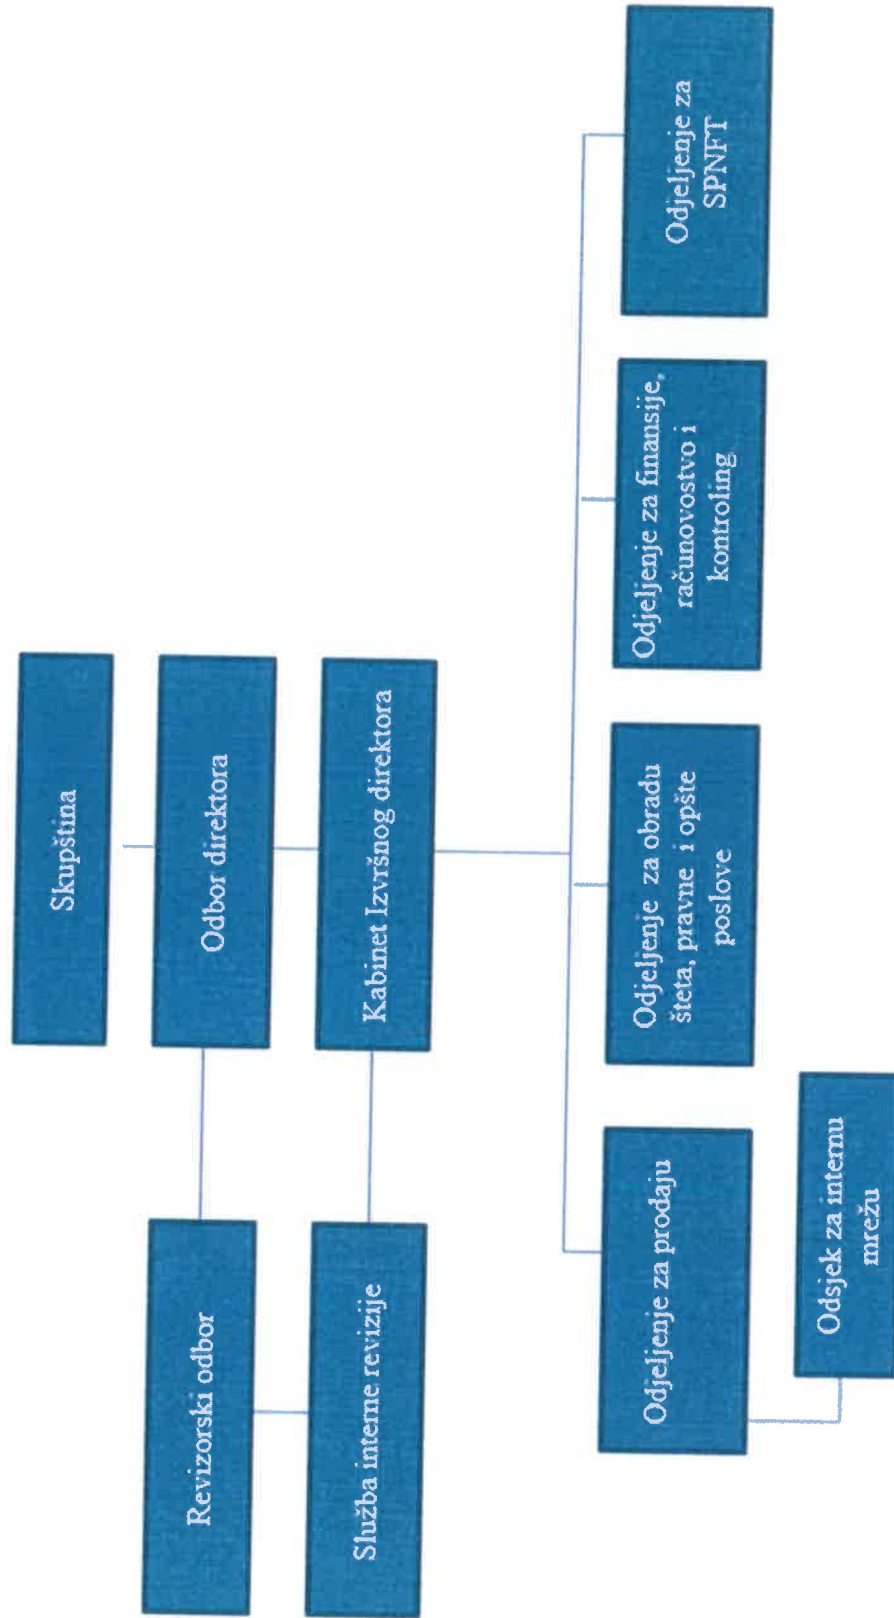 Skupština
Odbor direktora
Kabinet Izvršnog direktora
Revizorski odbor
Služba interne revizije
Odjeljenje za prodaju
Odsjek za internu
mrežu
Odjeljenje za obradu
šteta, pravne i opšte
poslove
Odjeljenje za finansije,
računovostvo i
kontroling
Odjeljenje za
SPNFT